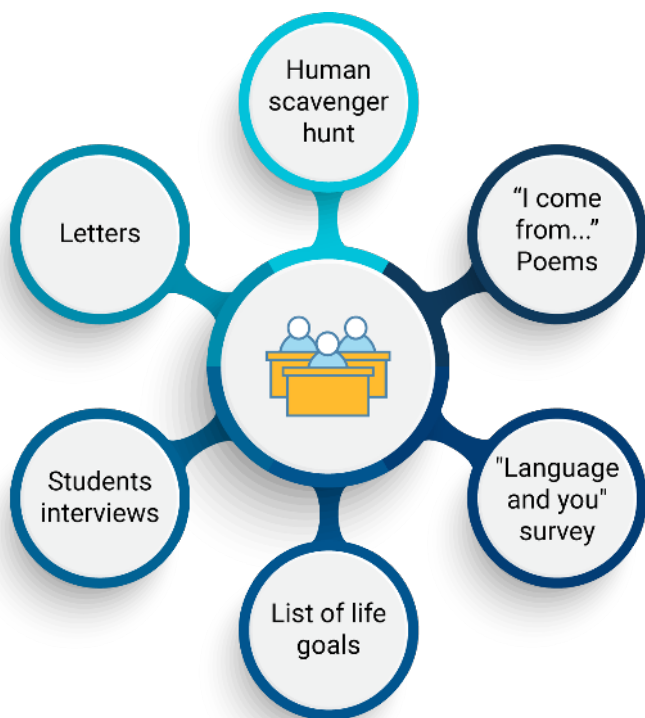 Human
scavenger
hunt
“I come
from...”
Poems
"Language
and you"
survey
List of life
goals
Students
interviews
Letters